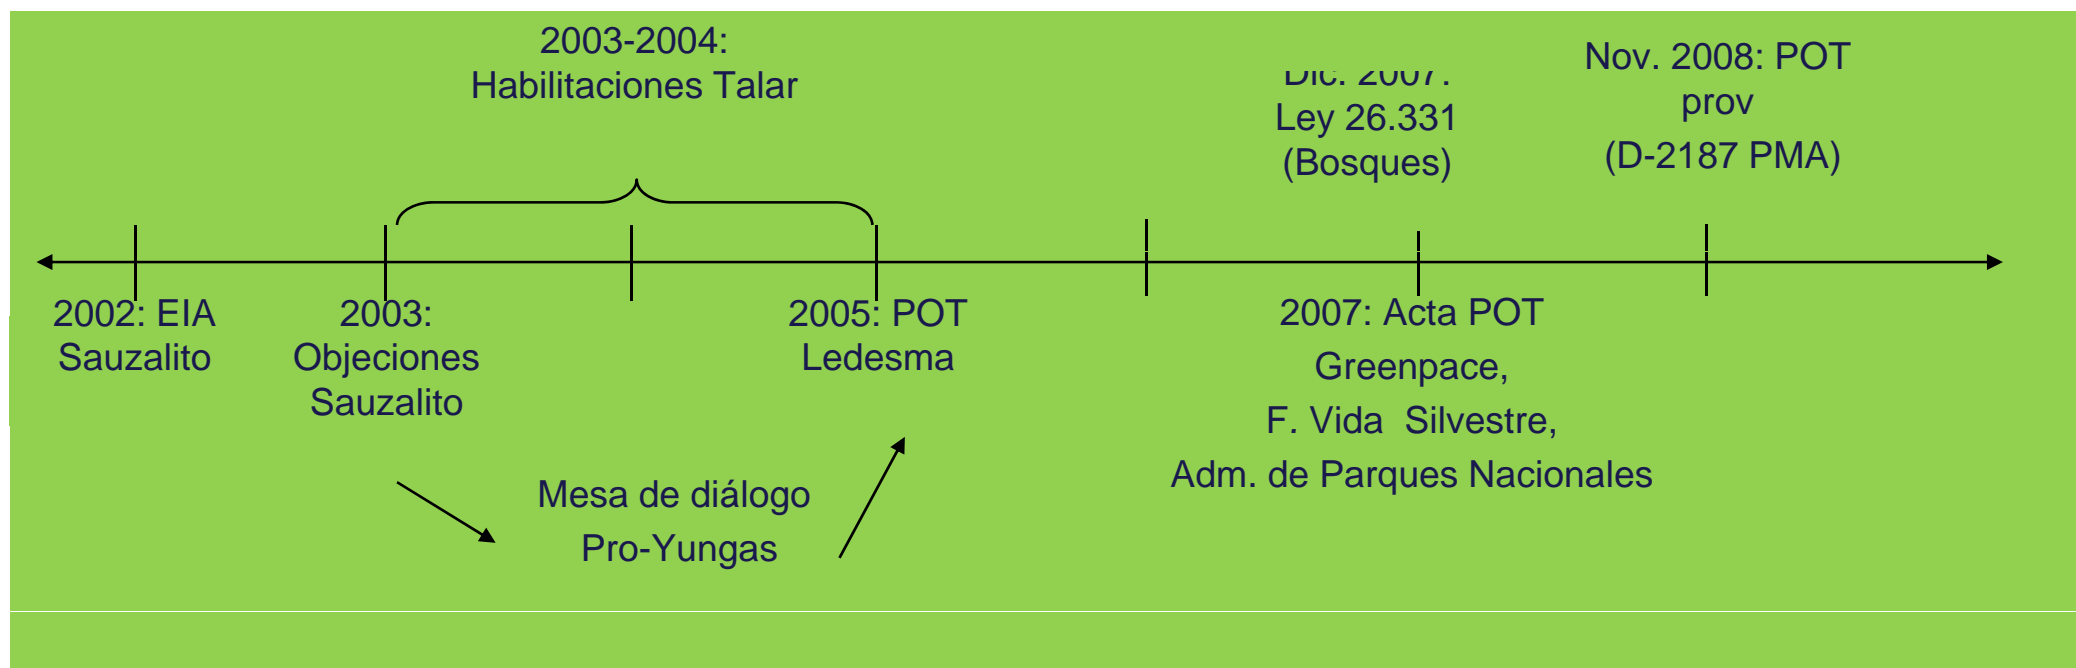 2003-2004:
Habilitaciones Talar
Dic. 2007:
Ley 26.331
(Bosques)
Nov. 2008: POT
prov
(D-2187 PMA)
2002: EIA
Sauzalito
2003:
Objeciones
Sauzalito
2005: POT
Ledesma
2007: Acta POT
Greenpace,
F. Vida Silvestre,
Adm. de Parques Nacionales
Mesa de diálogo
Pro-Yungas